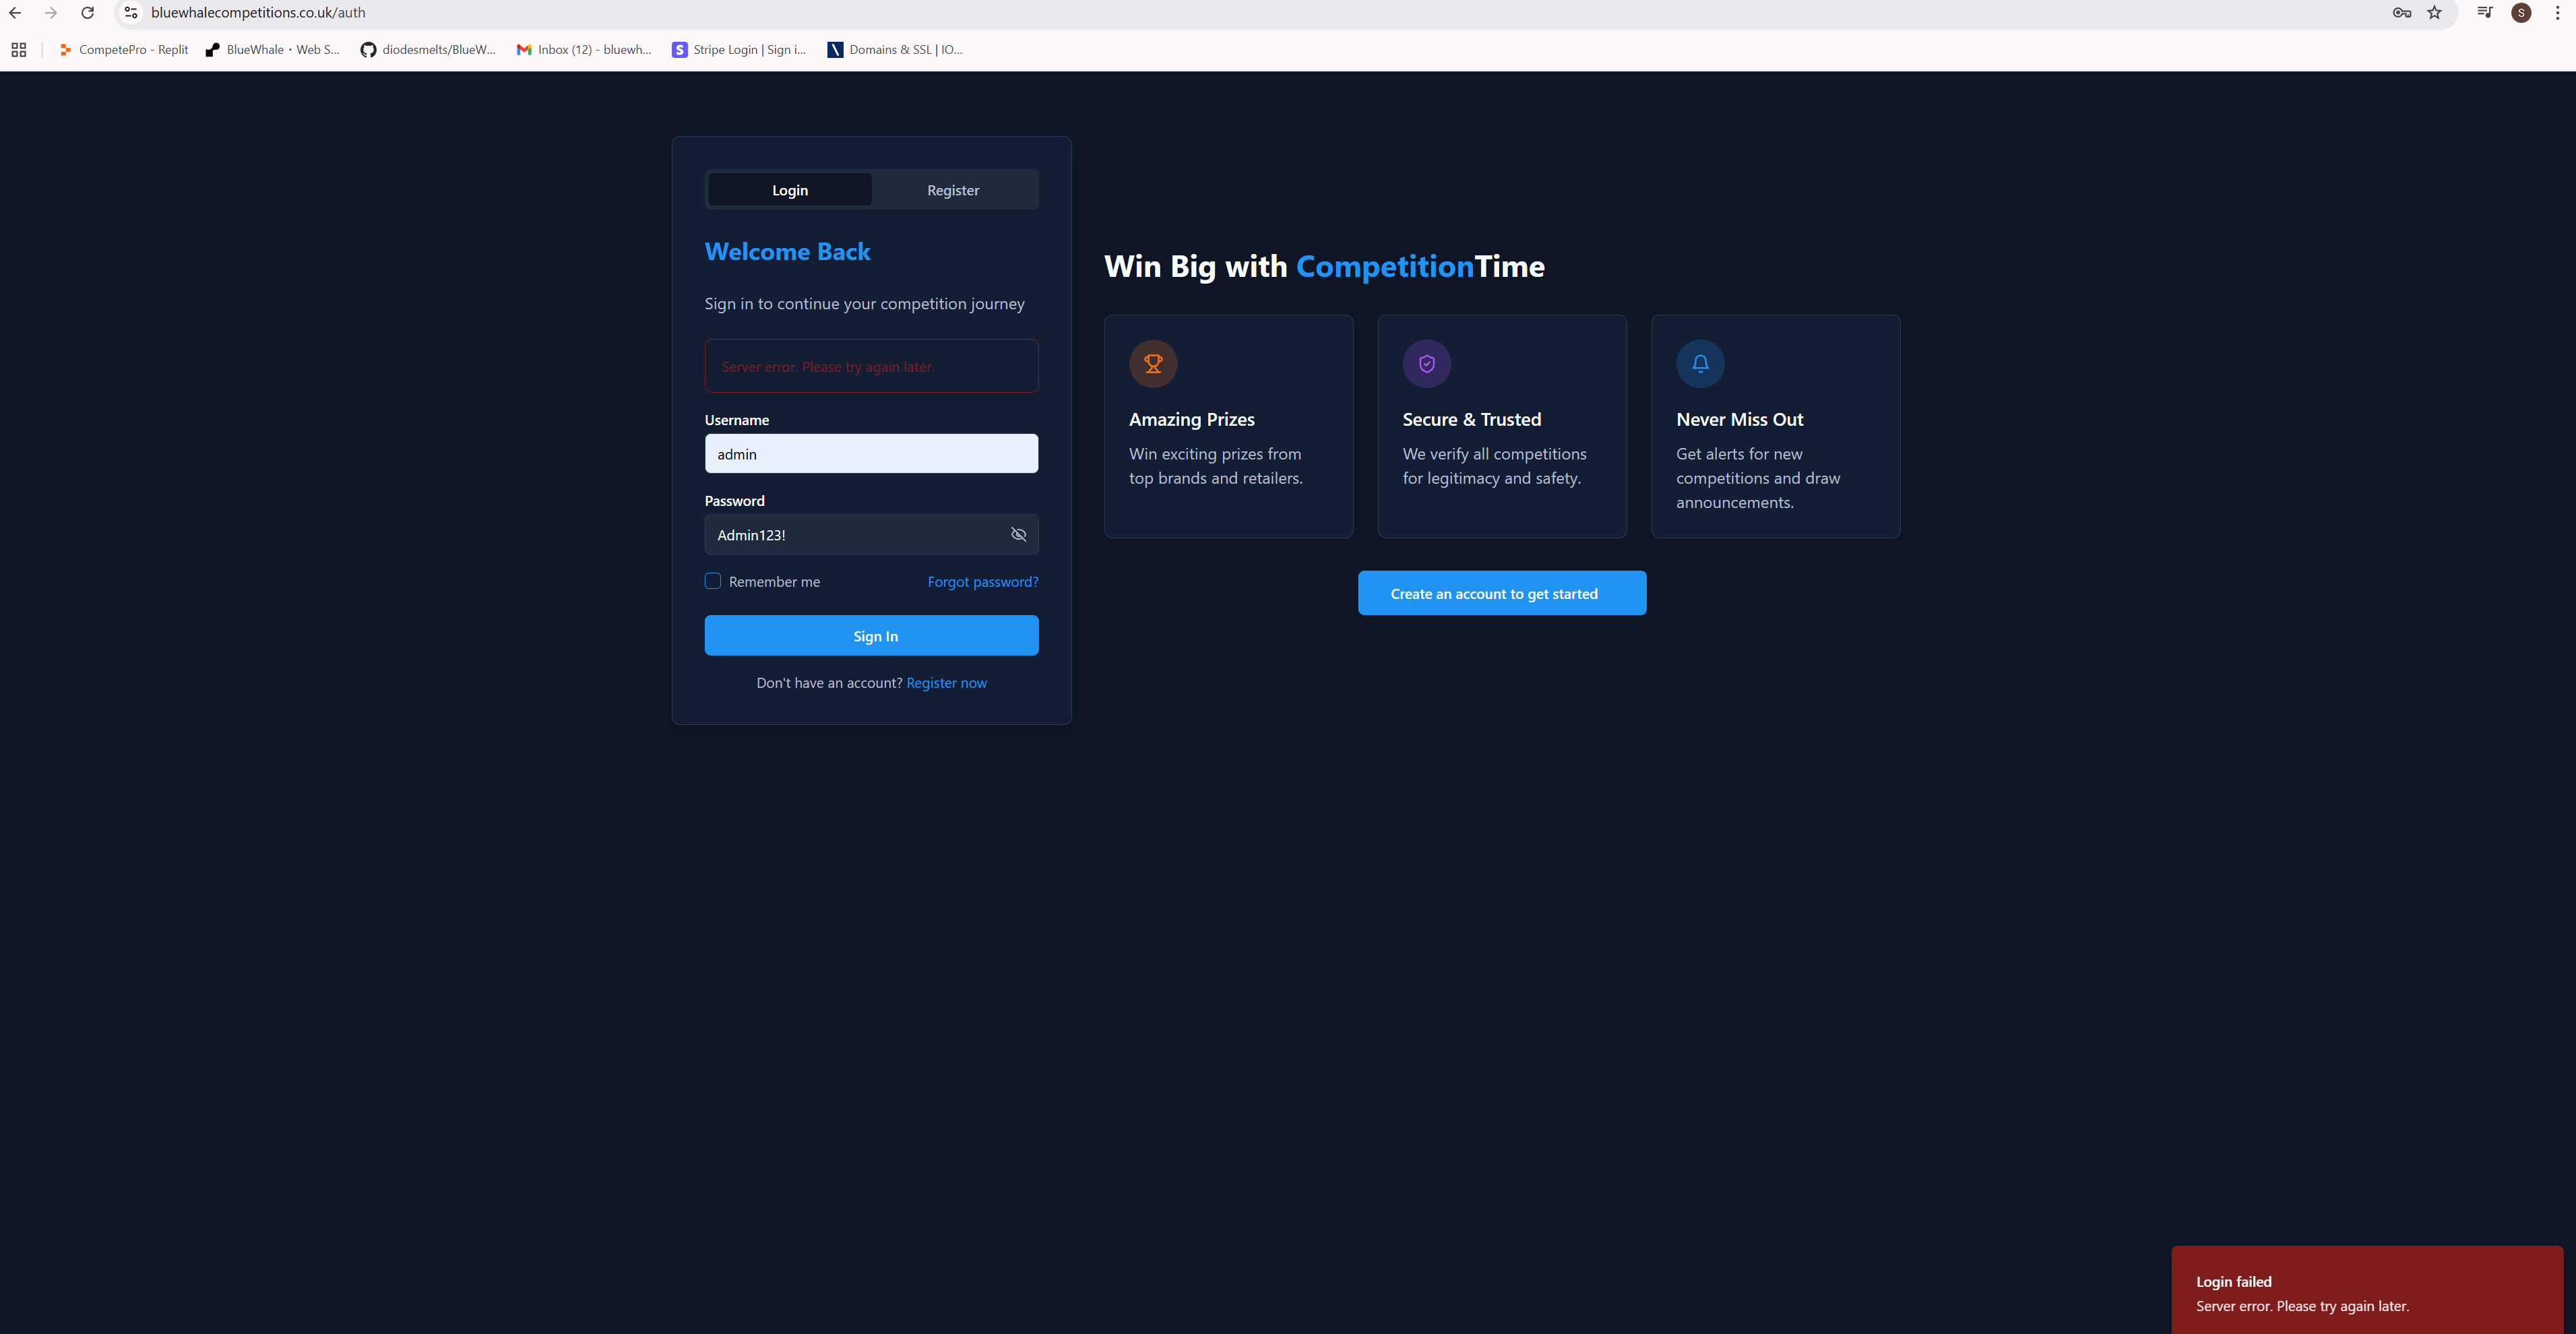 bluewhalecompetitions.co.uk/auth
S
CompetePro - Replit
BlueWhale · Web S...
diodesmelts/BlueW...
Inbox (12) - bluewh...
S
Stripe Login | Sign i...
Domains & SSL | IO...
Login
Register
Welcome Back
Sign in to continue your competition journey
Server error. Please try again later.
Username
admin
Password
Admin123!
Remember me
Forgot password?
Sign In
Don't have an account? Register now
Win Big with CompetitionTime
Amazing Prizes
Win exciting prizes from
top brands and retailers.
Secure & Trusted
We verify all competitions
for legitimacy and safety.
Never Miss Out
Get alerts for new
competitions and draw
announcements.
Create an account to get started
Login failed
Server error. Please try again later.